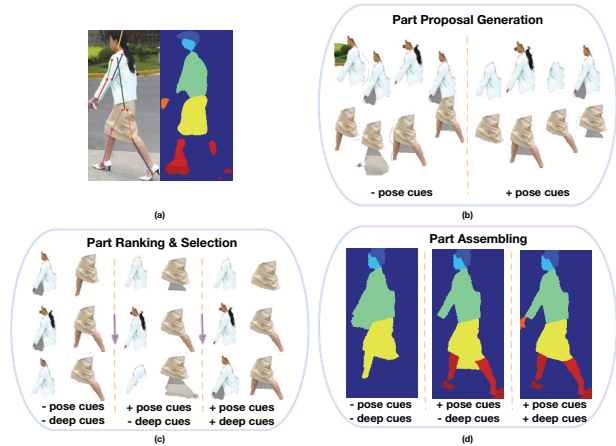 Part Proposal Generation
- pose cues
+ pose cues
(a)
(b)
Part Ranking & Selection
- pose cues
- deep cues
+ pose cues
- deep cues
+ pose cues
+ deep cues
(c)
Part Assembling
- pose cues
- deep cues
+ pose cues
- deep cues
+ pose cues
+ deep cues
(d)